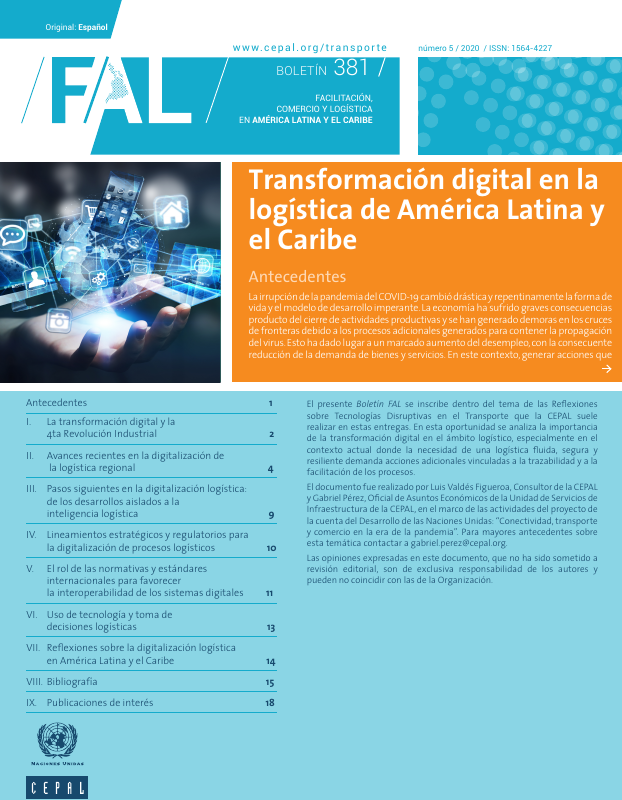 Original: Español
www.cepal.org/transporte
número 5 / 2020 / ISSN: 1564-4227
FAL
BOLETÍN 381 /
FACILITACIÓN,
COMERCIO Y LOGÍSTICA
EN AMÉRICA LATINA Y EL CARIBE
Transformación digital en la
logística de América Latina y
el Caribe
Antecedentes
La irrupción de la pandemia del COVID-19 cambió drástica y repentinamente la forma de
vida y el modelo de desarrollo imperante. La economía ha sufrido graves consecuencias
producto del cierre de actividades productivas y se han generado demoras en los cruces
de fronteras debido a los procesos adicionales generados para contener la propagación
del virus. Esto ha dado lugar a un marcado aumento del desempleo, con la consecuente
reducción de la demanda de bienes y servicios. En este contexto, generar acciones que
Antecedentes 1
I. La transformación digital y la
4ta Revolución Industrial 2
II. Avances recientes en la digitalización de
la logística regional 4
III. Pasos siguientes en la digitalización logística:
de los desarrollos aislados a la
inteligencia logística 9
IV. Lineamientos estratégicos y regulatorios para
la digitalización de procesos logísticos 10
V. El rol de las normativas y estándares
internacionales para favorecer
la interoperabilidad de los sistemas digitales 11
VI. Uso de tecnología y toma de
decisiones logísticas 13
VII. Reflexiones sobre la digitalización logística
en América Latina y el Caribe 14
VIII. Bibliografía 15
IX. Publicaciones de interés 18
El presente Boletín FAL se inscribe dentro del tema de las Reflexiones
sobre Tecnologías Disruptivas en el Transporte que la CEPAL suele
realizar en estas entregas. En esta oportunidad se analiza la importancia
de la transformación digital en el ámbito logístico, especialmente en el
contexto actual donde la necesidad de una logística fluida, segura y
resiliente demanda acciones adicionales vinculadas a la trazabilidad y a la
facilitación de los procesos.
El documento fue realizado por Luis Valdés Figueroa, Consultor de la CEPAL
y Gabriel Pérez, Oficial de Asuntos Económicos de la Unidad de Servicios de
Infraestructura de la CEPAL, en el marco de las actividades del proyecto de
la cuenta del Desarrollo de las Naciones Unidas: "Conectividad, transporte
y comercio en la era de la pandemia". Para mayores antecedentes sobre
esta temática contactar a gabriel.perez@cepal.org.
Las opiniones expresadas en este documento, que no ha sido sometido a
revisión editorial, son de exclusiva responsabilidad de los autores y
pueden no coincidir con las de la Organización.
NACIONES UNIDAS
CEPAL